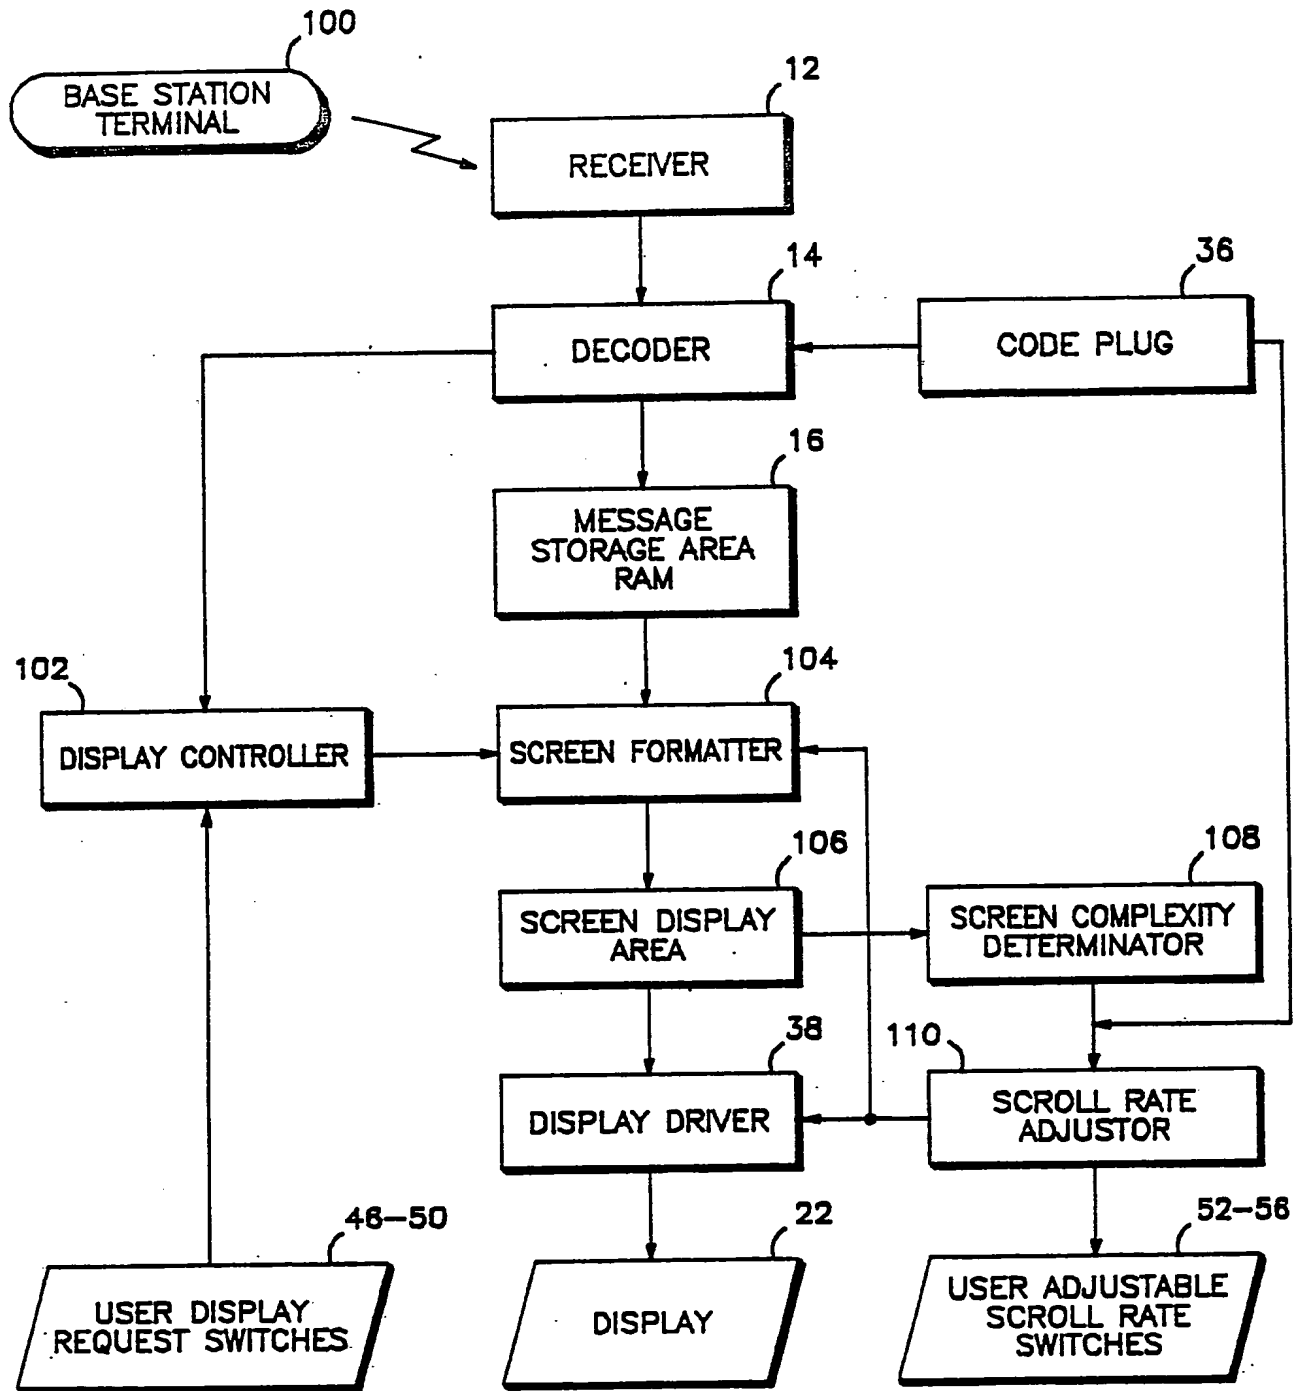 100
BASE STATION
TERMINAL
12
RECEIVER
14
DECODER
36
CODE PLUG
16
MESSAGE
STORAGE AREA
RAM
102
DISPLAY CONTROLLER
104
SCREEN FORMATTER
106
SCREEN DISPLAY
AREA
108
SCREEN COMPLEXITY
DETERMINATOR
38
DISPLAY DRIVER
110
SCROLL RATE
ADJUSTOR
46-50
USER DISPLAY
REQUEST SWITCHES
22
DISPLAY
52-56
USER ADJUSTABLE
SCROLL RATE
SWITCHES